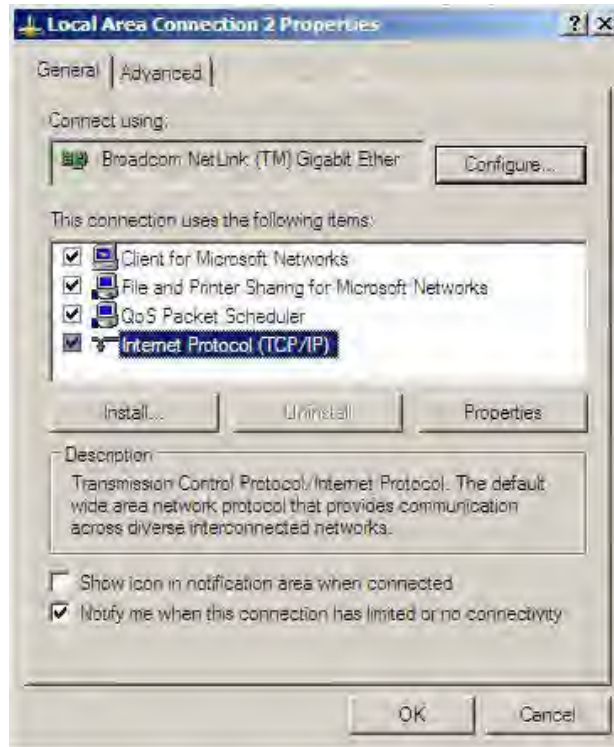 Local Area Connection 2 Properties
General
Advanced
Connect using:
Broadcom NetLink (TM) Gigabit Ether
Configure...
This connection uses the following items:
Client for Microsoft Networks
File and Printer Sharing for Microsoft Networks
QoS Packet Scheduler
Internet Protocol (TCP/IP)
Install...
Uninstall
Properties
Description
Transmission Control Protocol/Internet Protocol. The default
wide area network protocol that provides communication
across diverse interconnected networks.
Show icon in notification area when connected
Notify me when this connection has limited or no connectivity
OK
Cancel